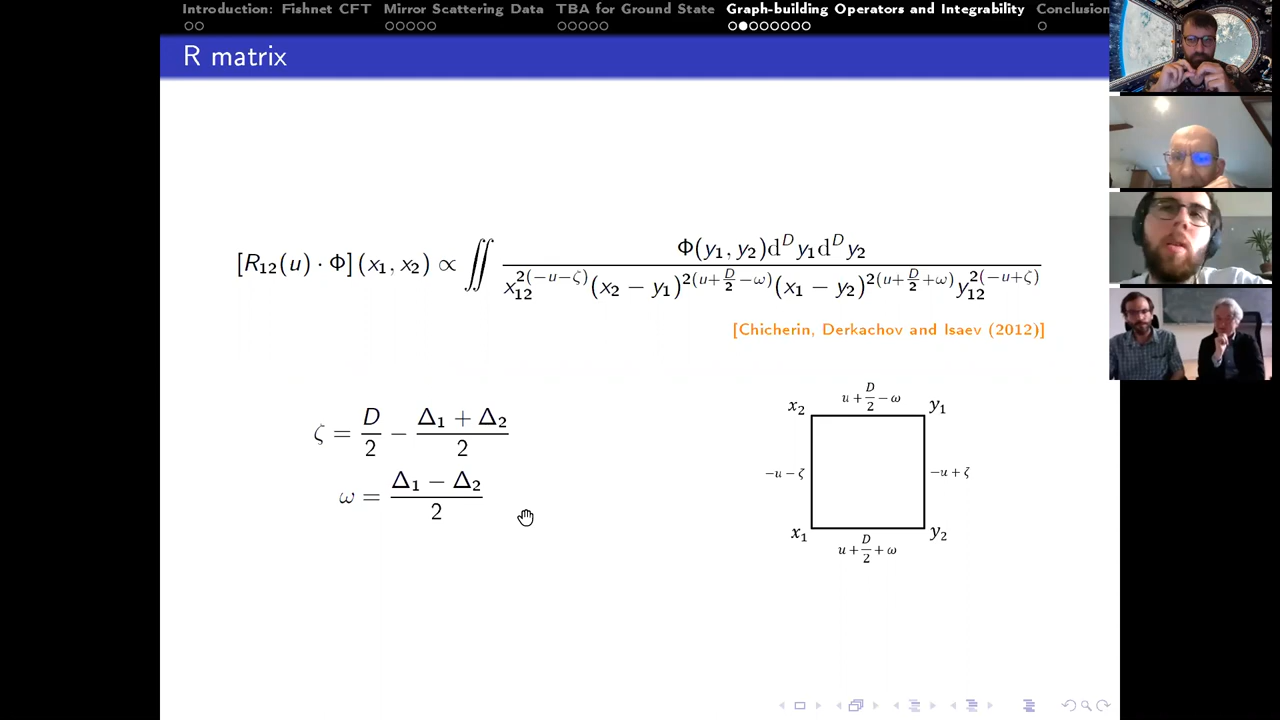 Introduction: Fishnet CFT Mirror Scattering Data TBA for Ground State Graph-building Operators and Integrability Conclusion
R matrix
[R₁₂(u) · Φ] (x₁, x₂) ∝ ∬ Φ(y₁, y₂)dᴰy₁dᴰy₂ / x₁₂^{2(−u−ζ)}(x₂ − y₁)^{2(u+D/2−ω)}(x₁ − y₂)^{2(u+D/2+ω)}y₁₂^{2(−u+ζ)}
[Chicherin, Derkachov and Isaev (2012)]
ζ = D/2 − (Δ₁ + Δ₂)/2
ω = (Δ₁ − Δ₂)/2
x₂ u + D/2 − ω y₁
−u − ζ −u + ζ
x₁ u + D/2 + ω y₂